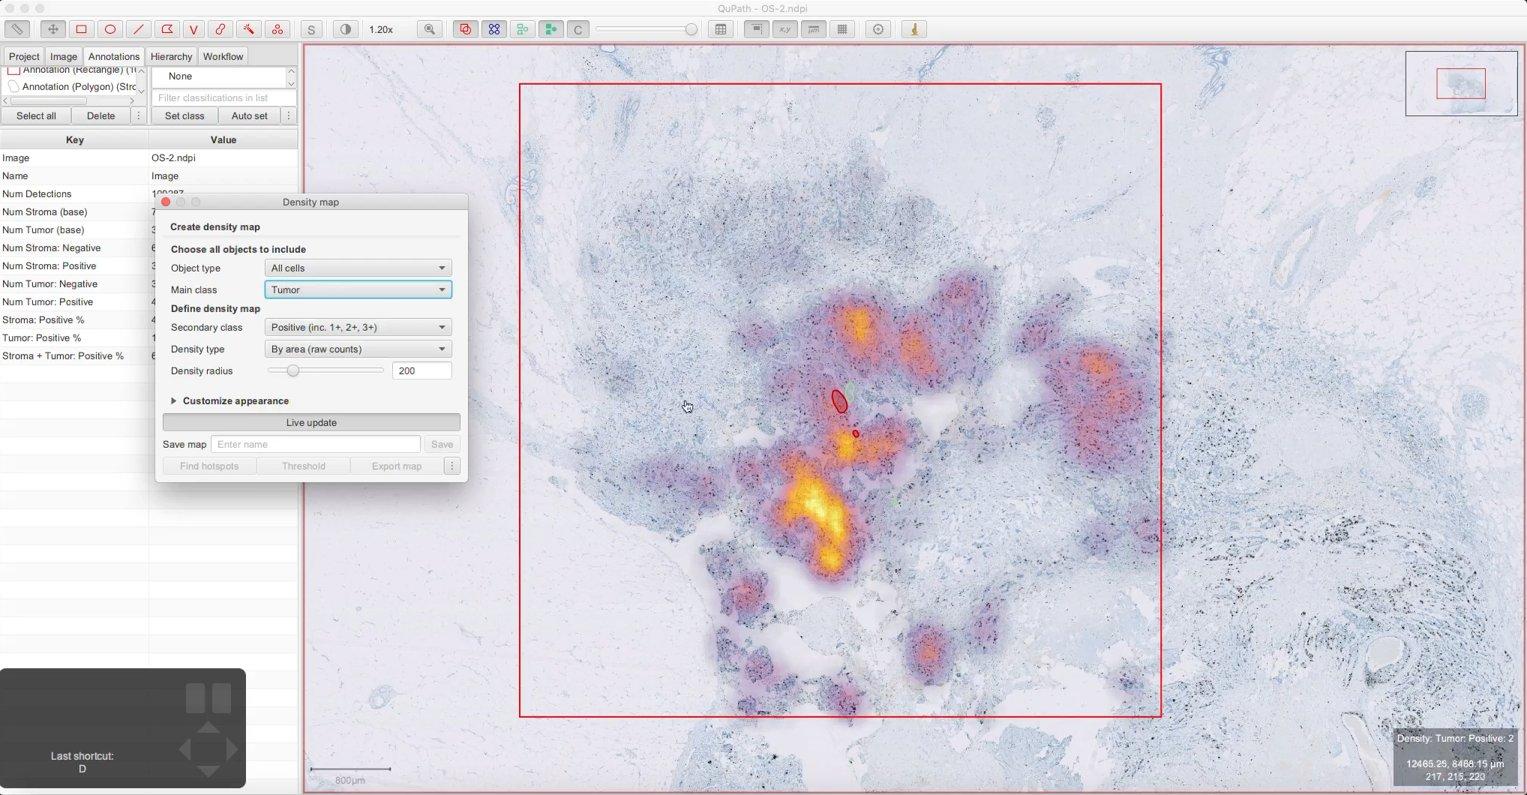 QuPath - OS-2.ndpi
S
1.20x
C
x,y
Project Image Annotations Hierarchy Workflow
Annotation (Rectangle)
Annotation (Polygon) (Strc
None
Filter classifications in list
Select all Delete Set class Auto set
Key Value
Image OS-2.ndpi
Name Image
Num Detections
Num Stroma (base) 7
Num Tumor (base) 3
Num Stroma: Negative 6
Num Stroma: Positive 3
Num Tumor: Negative 3
Num Tumor: Positive 4
Stroma: Positive % 4
Tumor: Positive % 1
Stroma + Tumor: Positive % 6
Density map
Create density map
Choose all objects to include
Object type All cells
Main class Tumor
Define density map
Secondary class Positive (inc. 1+, 2+, 3+)
Density type By area (raw counts)
Density radius 200
Customize appearance
Live update
Save map Enter name Save
Find hotspots Threshold Export map
Last shortcut:
D
800µm
Density: Tumor: Positive: 2
12465.25, 8468.15 µm
217, 215, 220